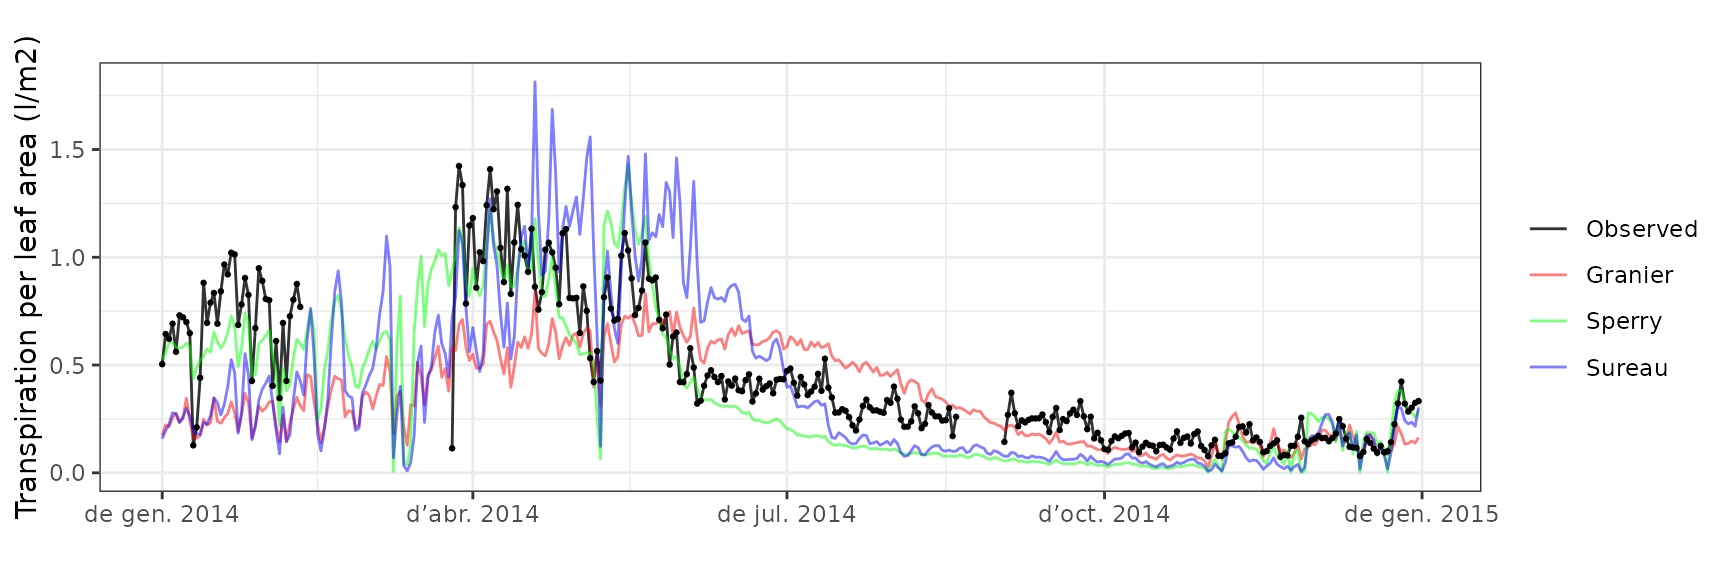 Transpiration per leaf area (l/m2)
1.5
1.0
0.5
0.0
de gen. 2014
d’abr. 2014
de jul. 2014
d’oct. 2014
de gen. 2015
Observed
Granier
Sperry
Sureau